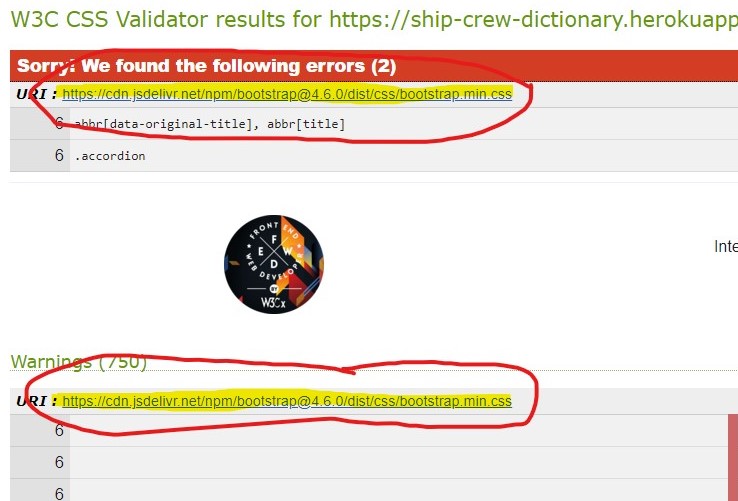 W3C CSS Validator results for https://ship-crew-dictionary.herokuapp
Sorry! We found the following errors (2)
URI : https://cdn.jsdelivr.net/npm/bootstrap@4.6.0/dist/css/bootstrap.min.css
6 abbr[data-original-title], abbr[title]
6 .accordion
FRONT END
F
E W
D
WEB DEVELOPER
BY
W3Cx
Inte
Warnings (750)
URI : https://cdn.jsdelivr.net/npm/bootstrap@4.6.0/dist/css/bootstrap.min.css
6
6
6